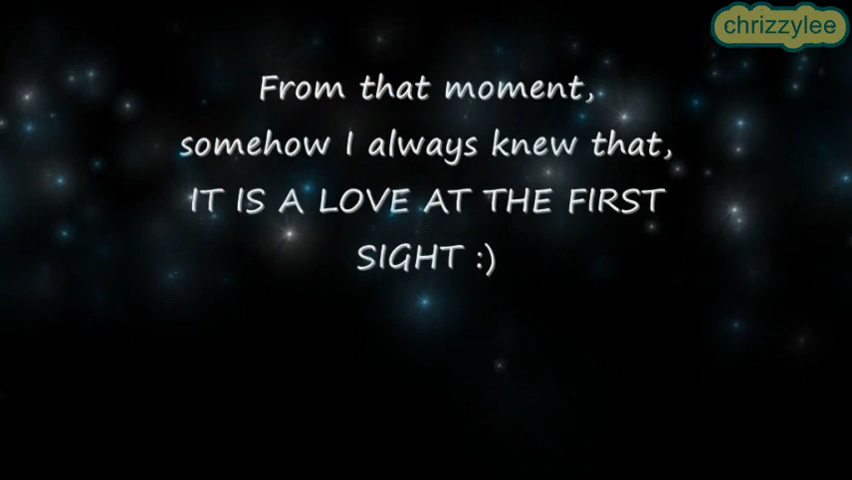 chrizzylee
From that moment,
somehow I always knew that,
IT IS A LOVE AT THE FIRST
SIGHT :)